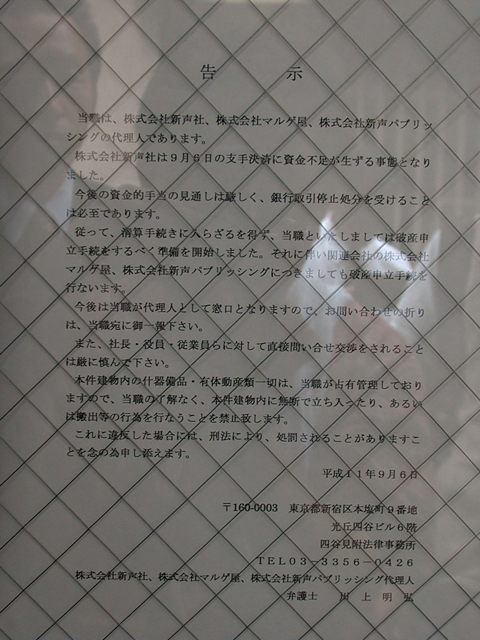 告示
当職は、株式会社新声社、株式会社マルゲ屋、株式会社新声パブリッ
シングの代理人であります。
株式会社新声社は９月６日の支手決済に資金不足が生ずる事態となり
ました。
今後の資金的手当の見通しは厳しく、銀行取引停止処分を受けること
は必至であります。
従って、清算手続きに入らざるを得ず、当職といたしましては破産申
立手続をするべく準備を開始しました。それに伴い関連会社の株式会社
マルゲ屋、株式会社新声パブリッシングにつきましても破産申立手続を
行ないます。
今後は当職が代理人として窓口となりますので、お問い合わせの折り
は、当職宛に御一報下さい。
また、社長・役員・従業員らに対して直接問い合せ交渉をされること
は厳に慎んで下さい。
本件建物内の什器備品・有体動産類一切は、当職が占有管理しており
ますので、当職の了解なく、本件建物内に無断で立ち入ったり、あるい
は搬出等の行為を行なうことを禁止致します。
これに違反した場合には、刑法により、処罰されることがありますこ
とを念の為申し添えます。
平成１１年９月６日
〒160-0003 東京都新宿区本塩町９番地
光丘四谷ビル６階
四谷見附法律事務所
ＴＥＬ０３－３３５６－０４２６
株式会社新声社、株式会社マルゲ屋、株式会社新声パブリッシング代理人
弁護士 上 明